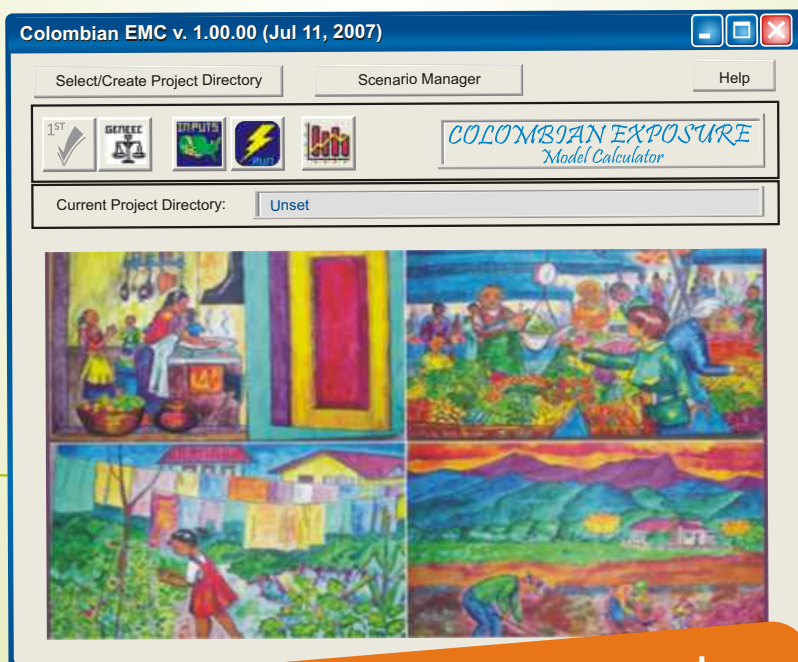 Colombian EMC v. 1.00.00 (Jul 11, 2007)
Select/Create Project Directory
Scenario Manager
Help
1ST
GENEEC
INPUTS
RUN
COLOMBIAN EXPOSURE
Model Calculator
Current Project Directory:
Unset